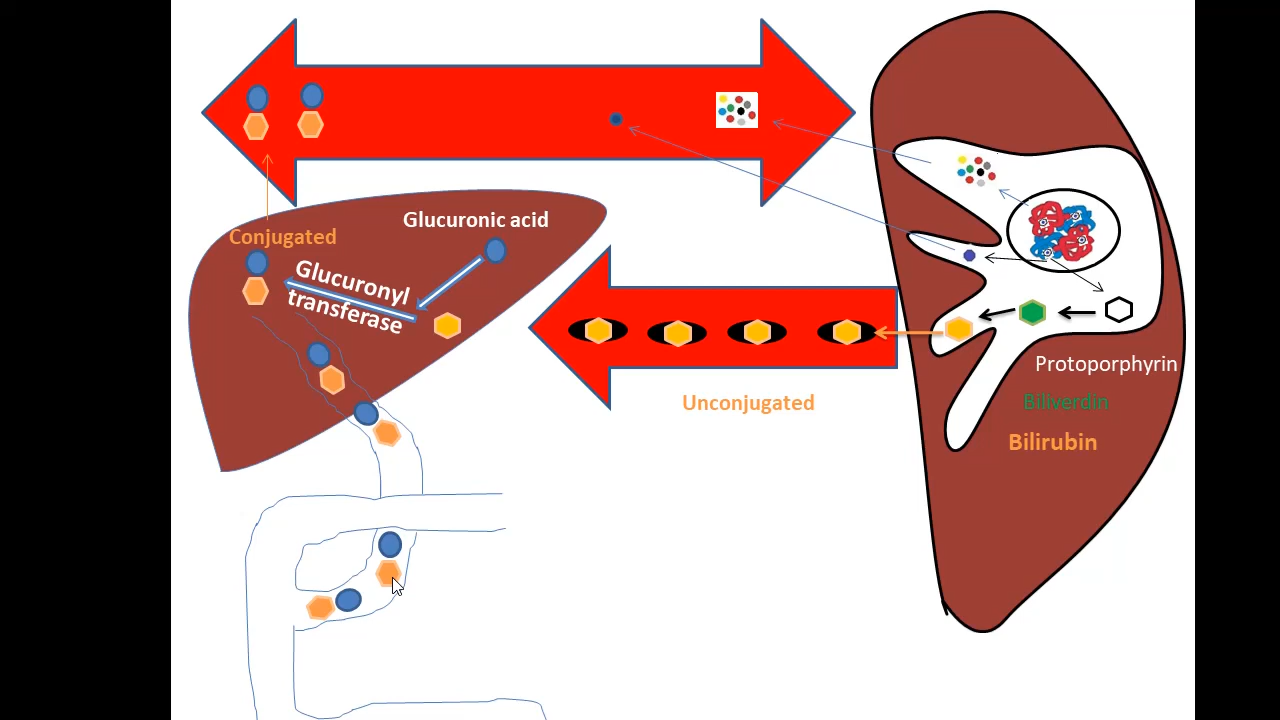 Glucuronic acid
Conjugated
Glucuronyl
transferase
Unconjugated
Protoporphyrin
Biliverdin
Bilirubin